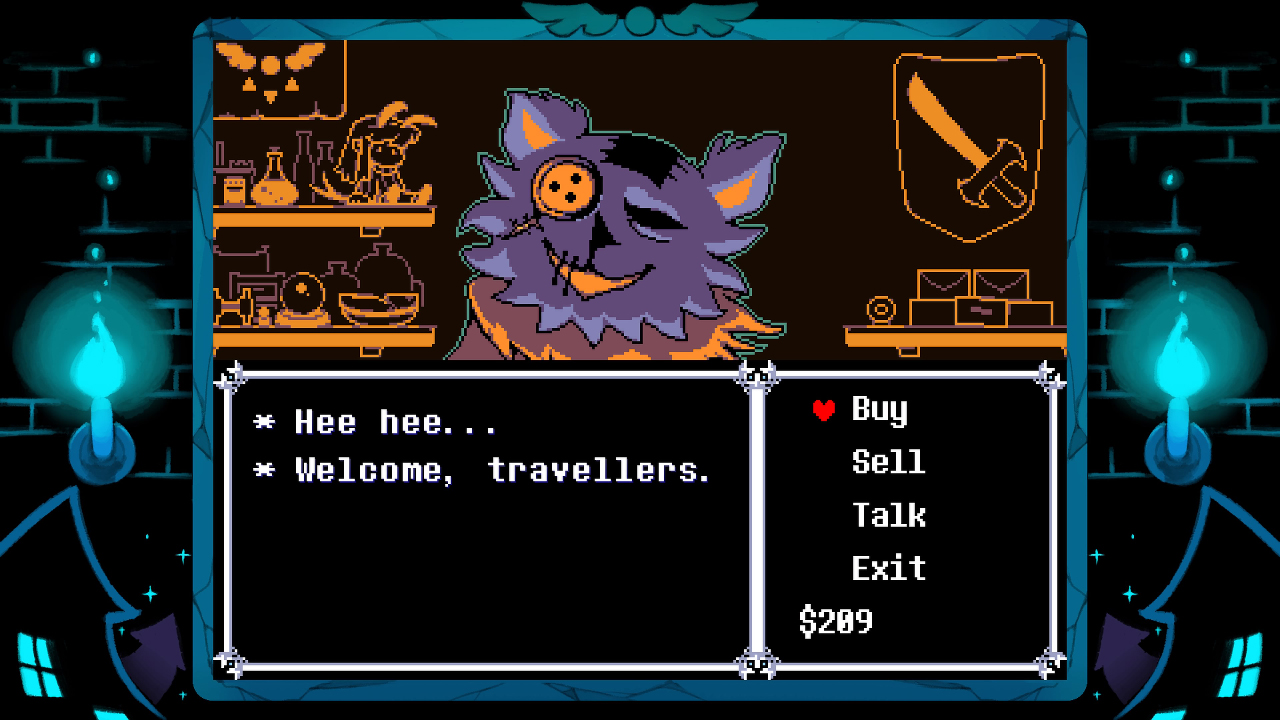 * Hee hee...
* Welcome, travellers.
Buy
Sell
Talk
Exit
$209